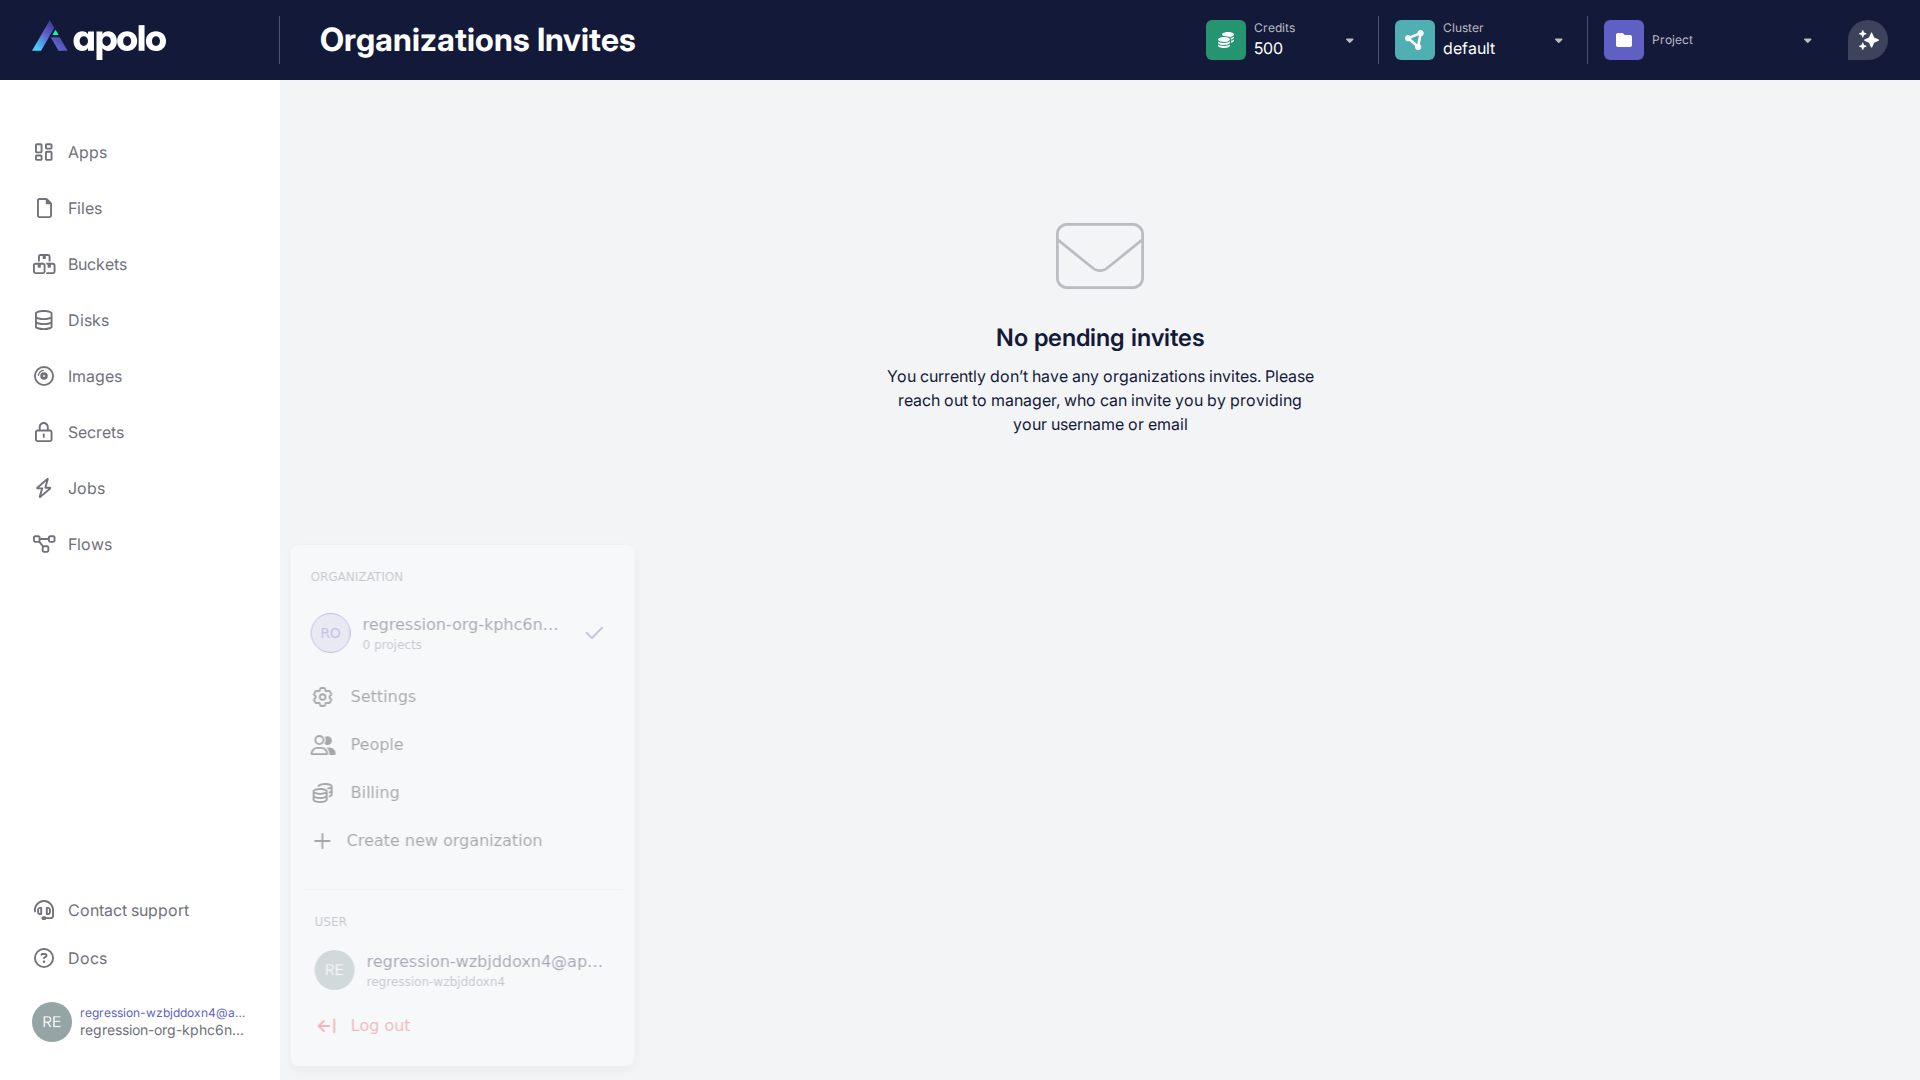 apolo
Organizations Invites
Credits
500
Cluster
default
Project
Apps
Files
Buckets
Disks
Images
Secrets
Jobs
Flows
No pending invites
You currently don’t have any organizations invites. Please
reach out to manager, who can invite you by providing
your username or email
ORGANIZATION
RO
regression-org-kphc6n...
0 projects
Settings
People
Billing
Create new organization
USER
RE
regression-wzbjddoxn4@ap...
regression-wzbjddoxn4
Log out
Contact support
Docs
RE
regression-wzbjddoxn4@a...
regression-org-kphc6n...